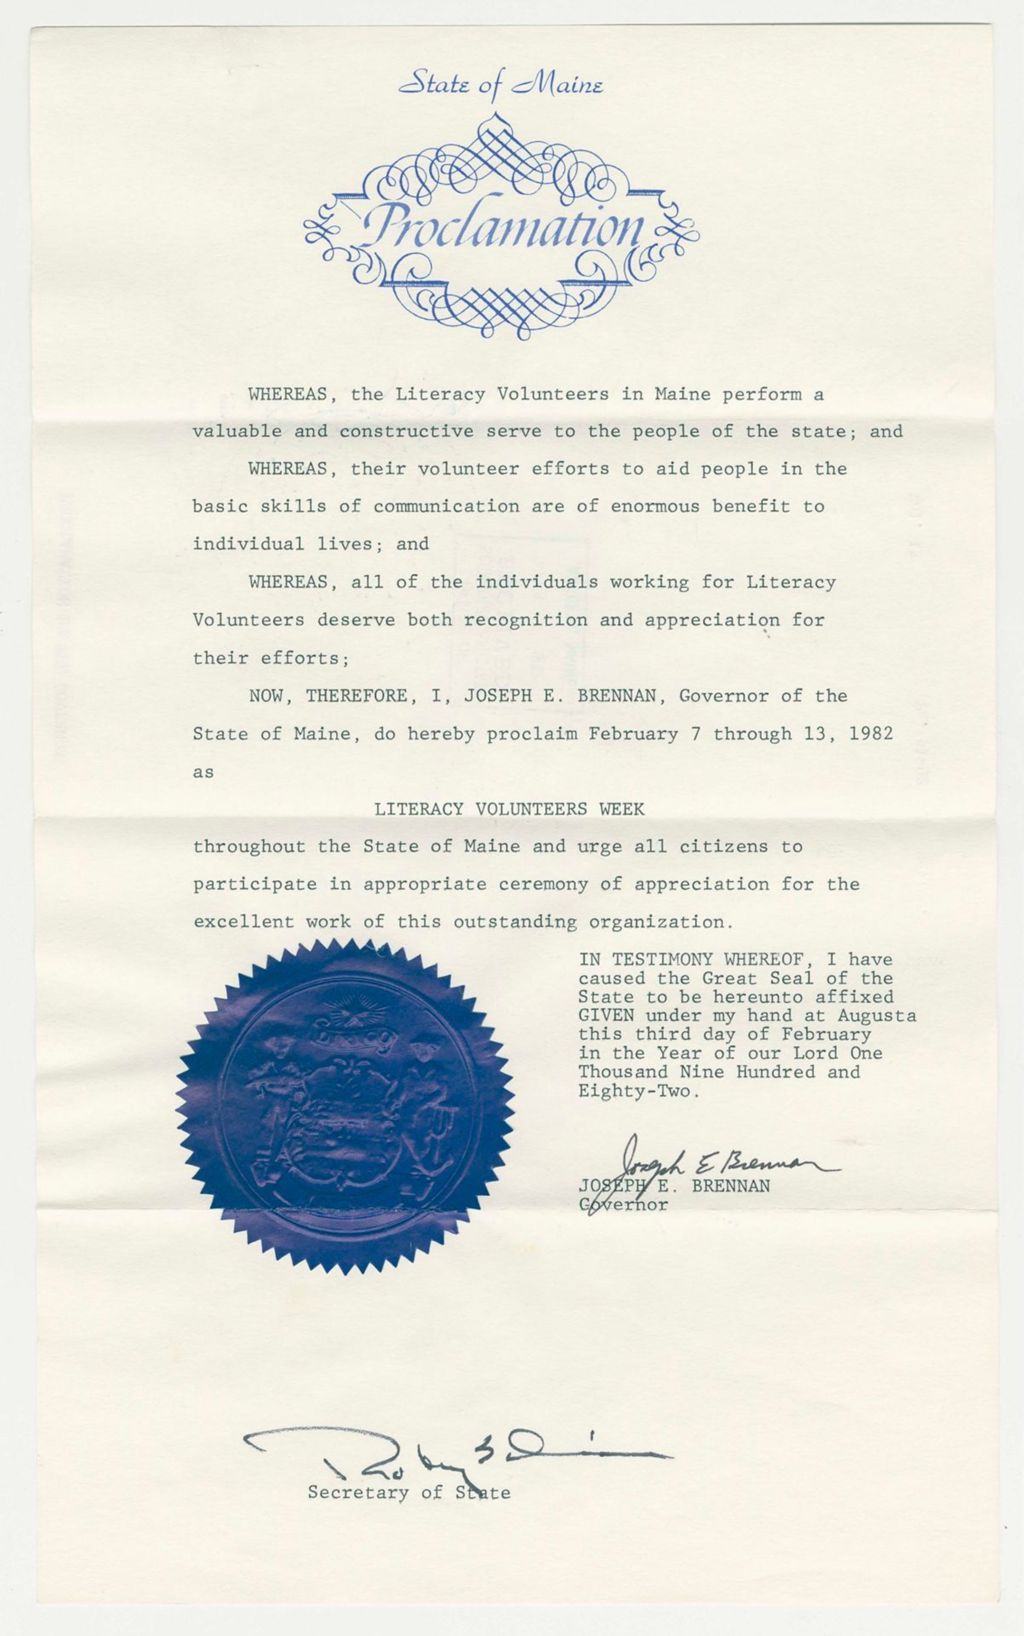 State of Maine
Proclamation
WHEREAS, the Literacy Volunteers in Maine perform a
valuable and constructive serve to the people of the state; and
WHEREAS, their volunteer efforts to aid people in the
basic skills of communication are of enormous benefit to
individual lives; and
WHEREAS, all of the individuals working for Literacy
Volunteers deserve both recognition and appreciation for
their efforts;
NOW, THEREFORE, I, JOSEPH E. BRENNAN, Governor of the
State of Maine, do hereby proclaim February 7 through 13, 1982
as
LITERACY VOLUNTEERS WEEK
throughout the State of Maine and urge all citizens to
participate in appropriate ceremony of appreciation for the
excellent work of this outstanding organization.
IN TESTIMONY WHEREOF, I have
caused the Great Seal of the
State to be hereunto affixed
GIVEN under my hand at Augusta
this third day of February
in the Year of our Lord One
Thousand Nine Hundred and
Eighty-Two.
Joseph E Brennan
JOSEPH E. BRENNAN
Governor
Secretary of State